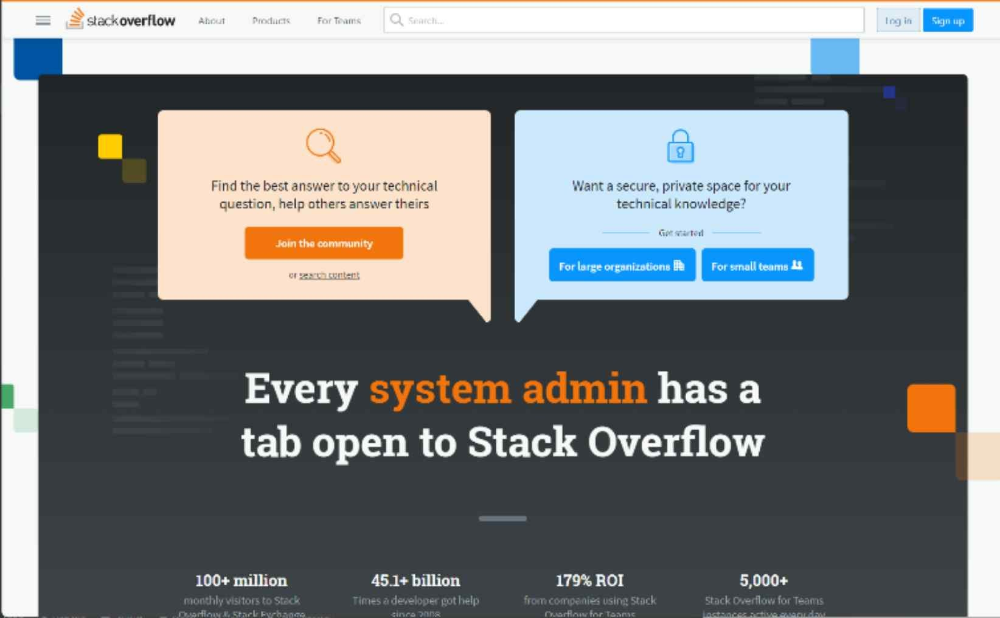 stackoverflow About Products For Teams Search... Log in Sign up
Find the best answer to your technical
question, help others answer theirs
Join the community
or search content
Want a secure, private space for your
technical knowledge?
Get started
For large organizations For small teams
Every system admin has a
tab open to Stack Overflow
100+ million
monthly visitors to Stack
Overflow & Stack Exchange
45.1+ billion
Times a developer got help
since 2008
179% ROI
from companies using Stack
Overflow for Teams
5,000+
Stack Overflow for Teams
instances active every day